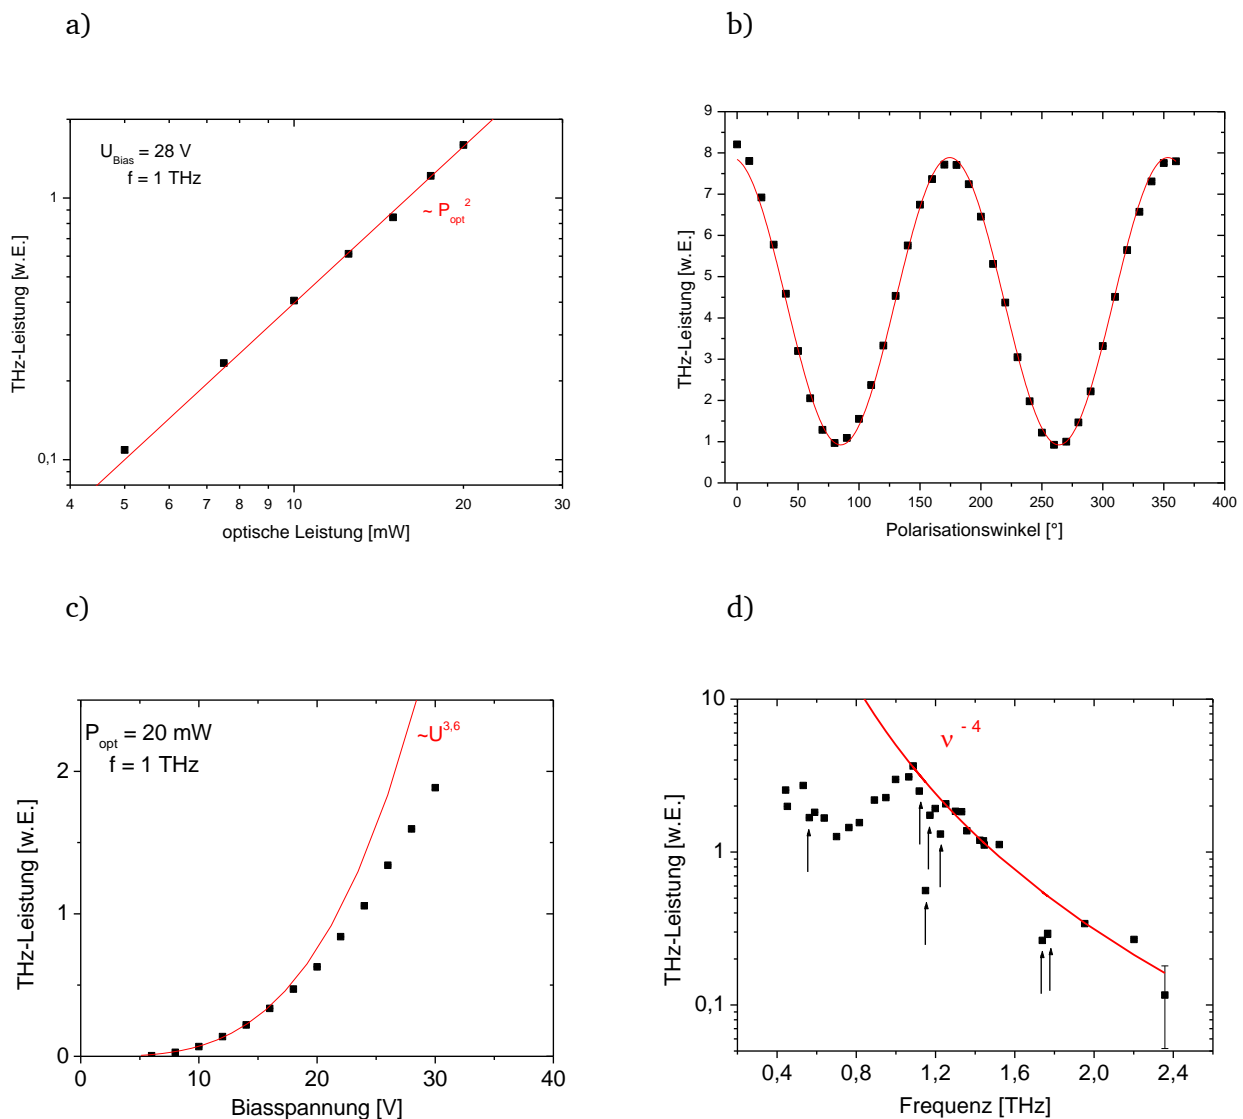 a)
U_Bias = 28 V
f = 1 THz
~ P_opt^2
THz-Leistung [w.E.]
1
0,1
4 5 6 7 8 9 10 20 30
optische Leistung [mW]
b)
THz-Leistung [w.E.]
9
8
7
6
5
4
3
2
1
0
0 50 100 150 200 250 300 350 400
Polarisationswinkel [°]
c)
P_opt = 20 mW
f = 1 THz
~U^3,6
THz-Leistung [w.E.]
2
1
0
0 10 20 30 40
Biasspannung [V]
d)
ν^-4
THz-Leistung [w.E.]
10
1
0,1
0,4 0,8 1,2 1,6 2,0 2,4
Frequenz [THz]